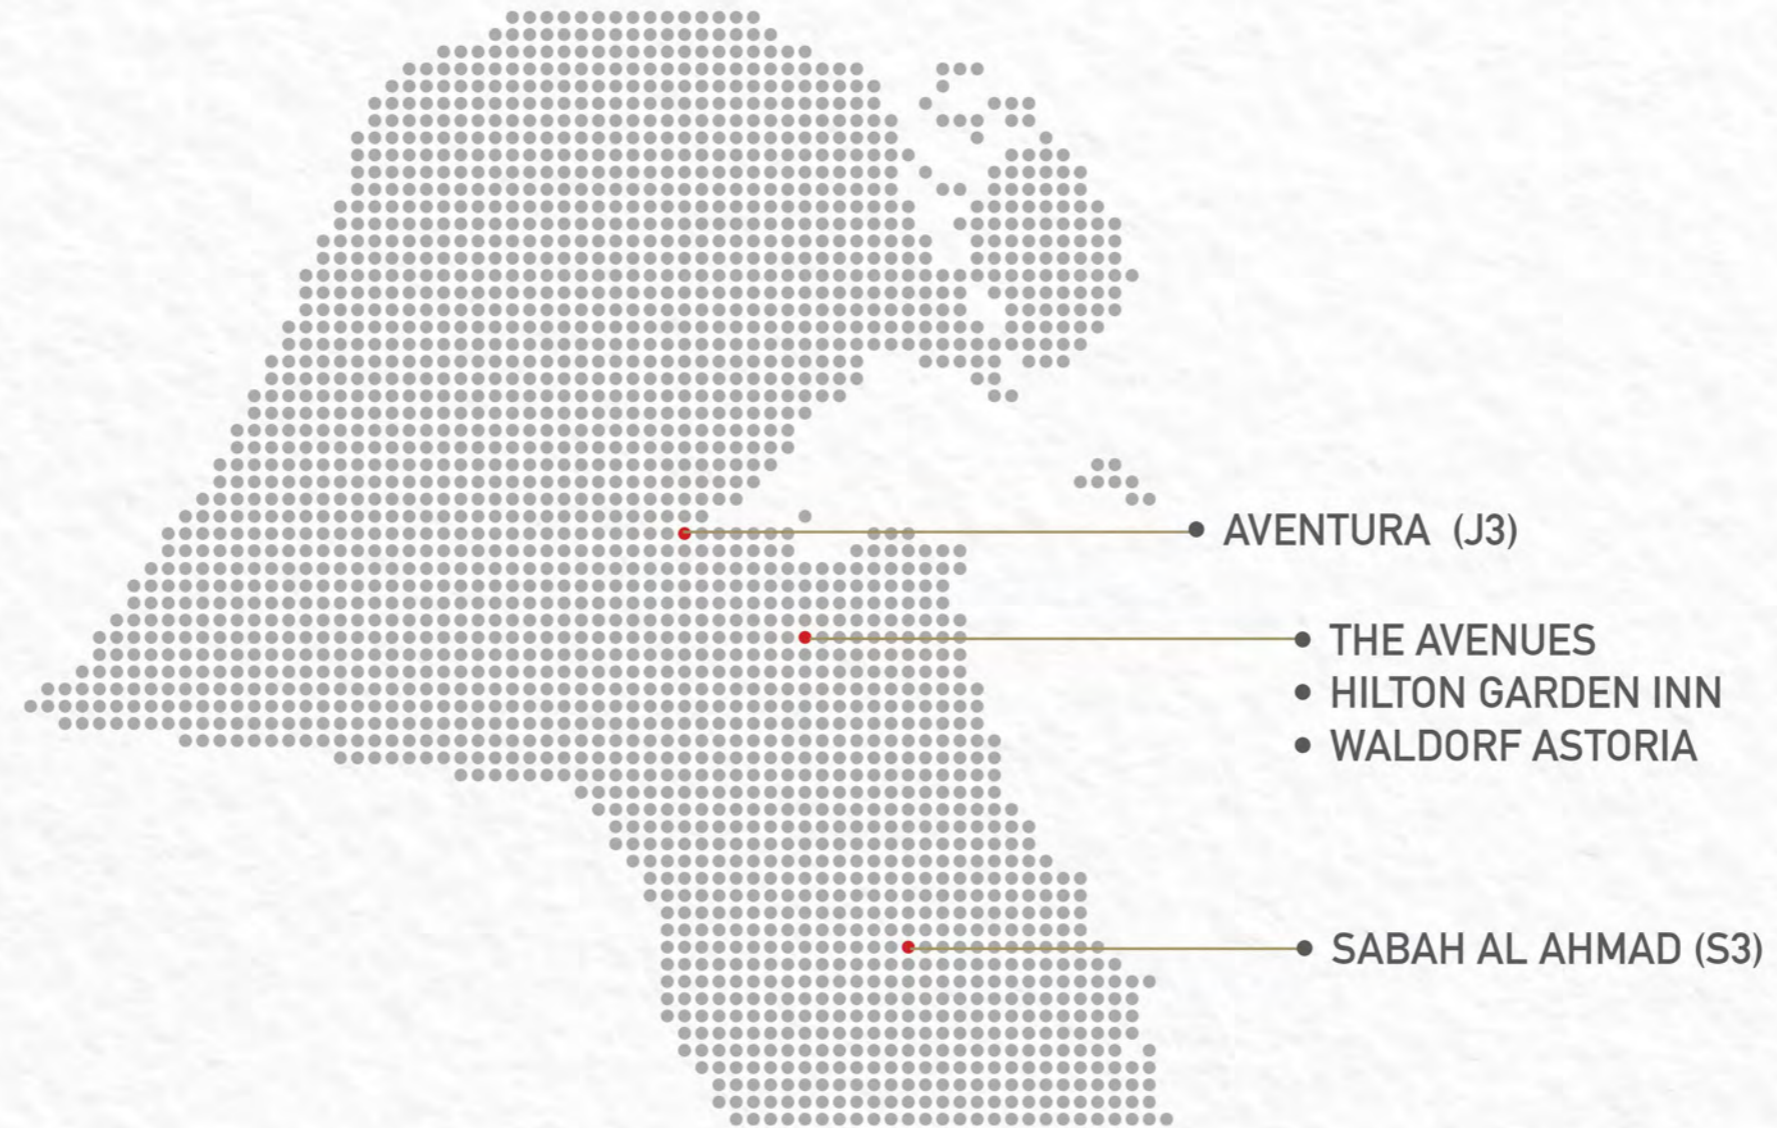 AVENTURA (J3)
THE AVENUES
HILTON GARDEN INN
WALDORF ASTORIA
SABAH AL AHMAD (S3)